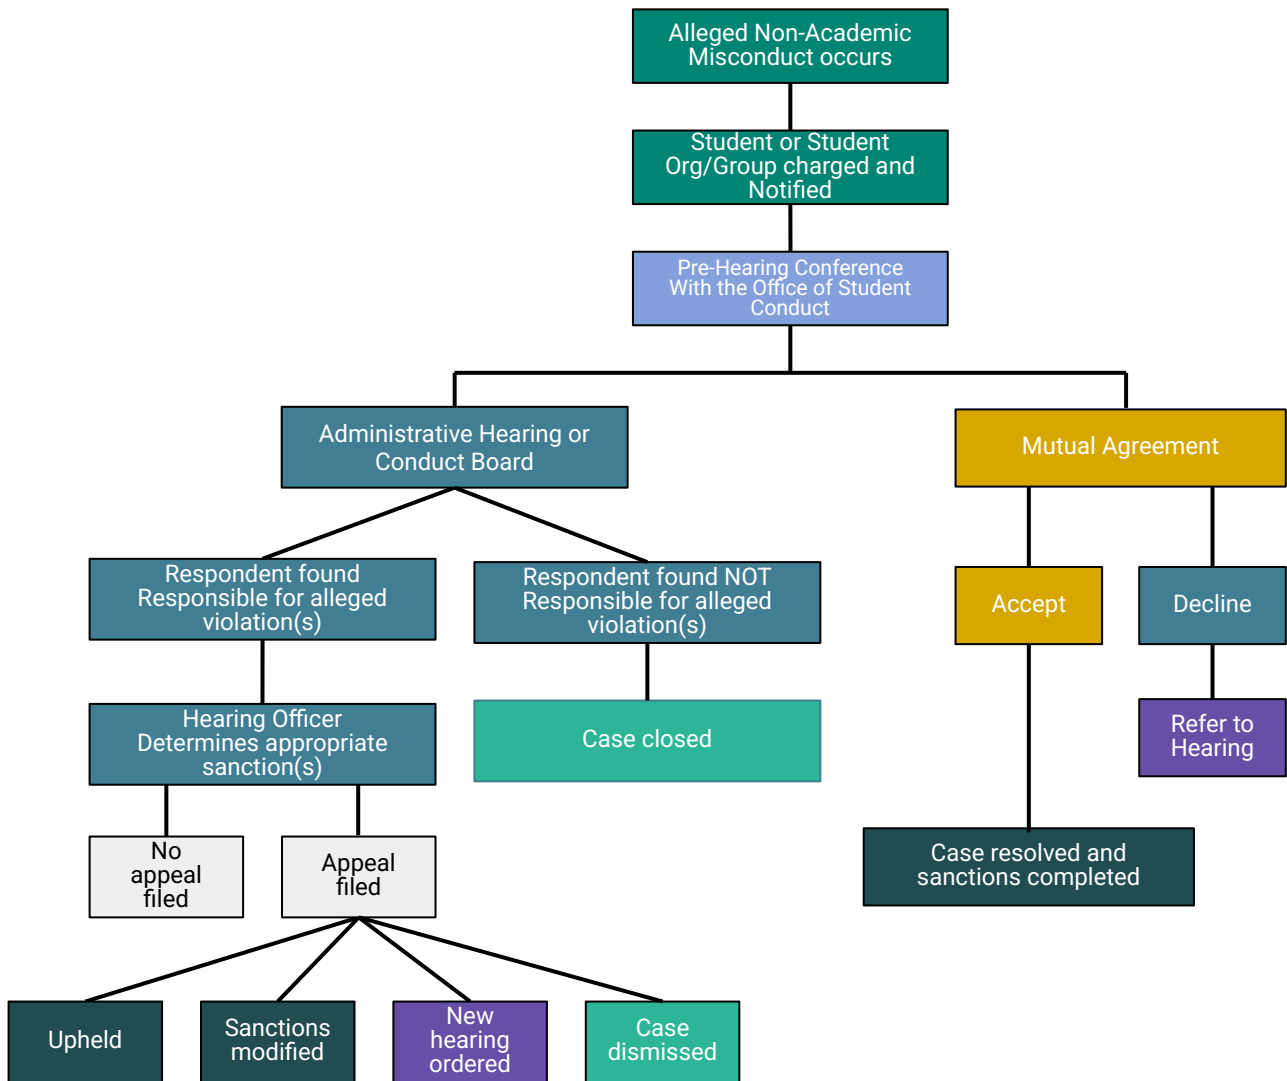 Alleged Non-Academic
Misconduct occurs
Student or Student
Org/Group charged and
Notified
Pre-Hearing Conference
With the Office of Student
Conduct
Administrative Hearing or
Conduct Board
Mutual Agreement
Respondent found
Responsible for alleged
violation(s)
Respondent found NOT
Responsible for alleged
violation(s)
Accept
Decline
Hearing Officer
Determines appropriate
sanction(s)
Case closed
Refer to
Hearing
No
appeal
filed
Appeal
filed
Case resolved and
sanctions completed
Upheld
Sanctions
modified
New
hearing
ordered
Case
dismissed